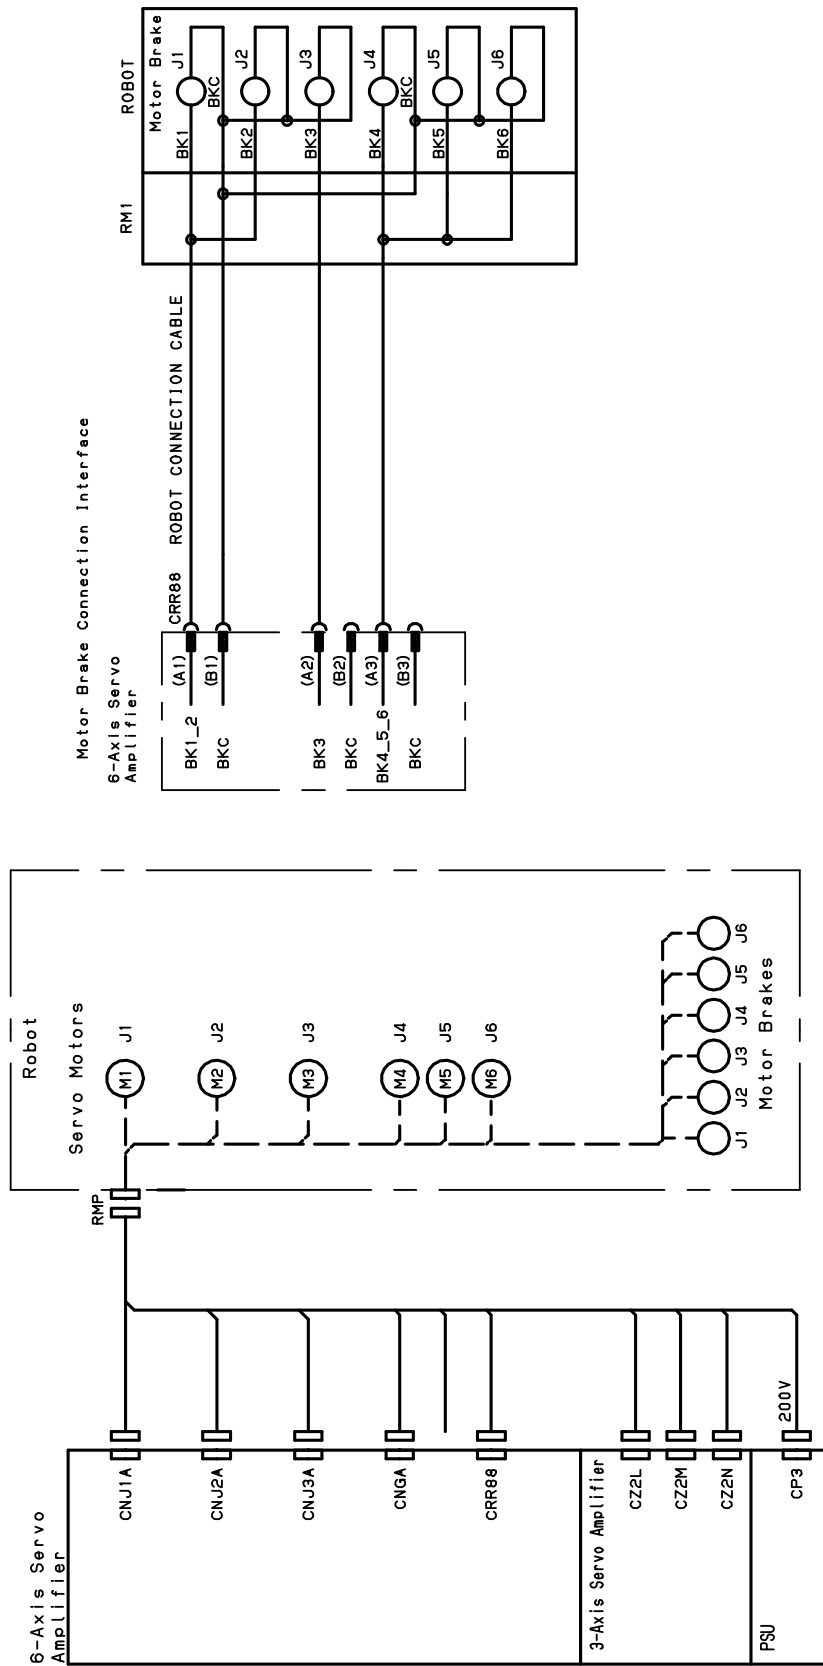 6-Axis Servo
Amplifier
CNJ1A
CNJ2A
CNJ3A
CNGA
CRR88
3-Axis Servo Amplifier
CZ2L
CZ2M
CZ2N
PSU
CP3
200V
RMP
Robot
Servo Motors
M1
J1
M2
J2
M3
J3
M4
J4
M5
J5
M6
J6
J1
J2
J3
J4
J5
J6
Motor Brakes
Motor Brake Connection Interface
6-Axis Servo
Amplifier
BK1_2
(A1)
BKC
(B1)
BK3
(A2)
BKC
(B2)
BK4_5_6
(A3)
BKC
(B3)
CRR88
ROBOT CONNECTION CABLE
RM1
ROBOT
Motor Brake
BK1
J1
BKC
BK2
J2
BK3
J3
BK4
J4
BKC
BK5
J5
BK6
J6